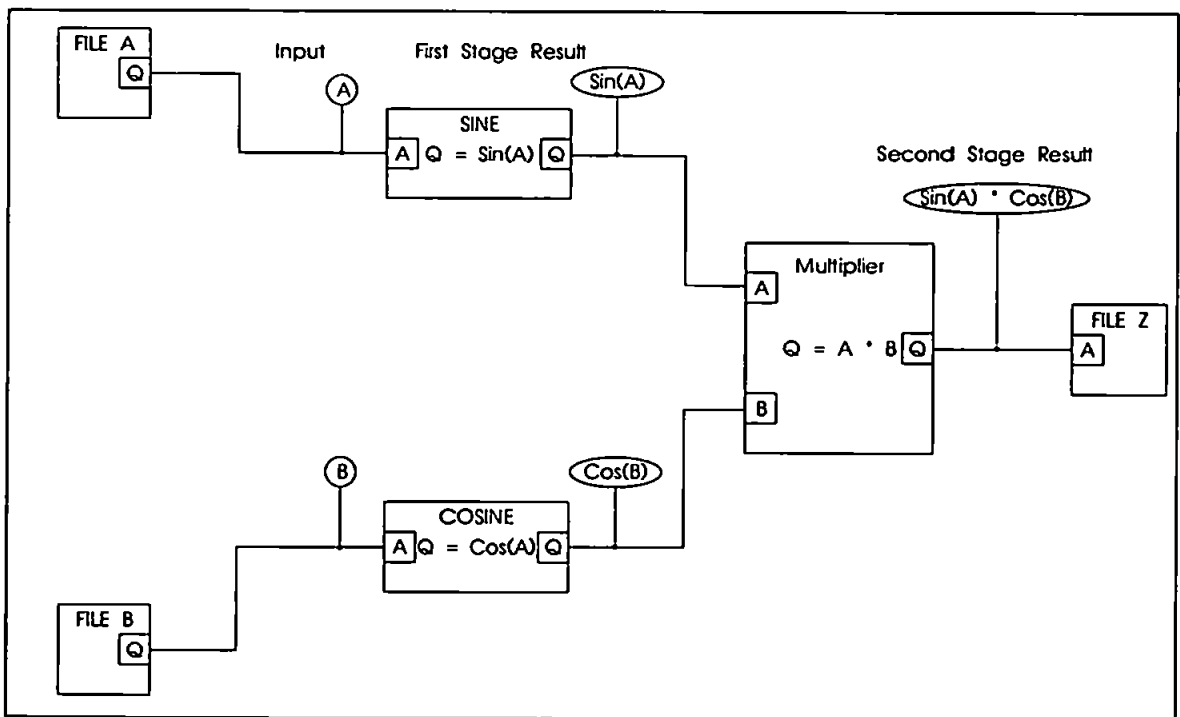 FILE A
Q
Input
First Stage Result
A
Sin(A)
SINE
A Q = Sin(A) Q
Second Stage Result
Sin(A) * Cos(B)
Multiplier
A
FILE Z
Q = A * B Q
A
B
B
Cos(B)
COSINE
A Q = Cos(A) Q
FILE B
Q